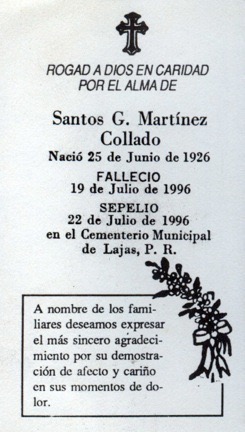 ROGAD A DIOS EN CARIDAD
POR EL ALMA DE
Santos G. Martínez
Collado
Nació 25 de Junio de 1926
FALLECIO
19 de Julio de 1996
SEPELIO
22 de Julio de 1996
en el Cementerio Municipal
de Lajas, P. R.
A nombre de los fami-
liares deseamos expresar
el más sincero agradeci-
miento por su demostra-
ción de afecto y cariño
en sus momentos de do-
lor.